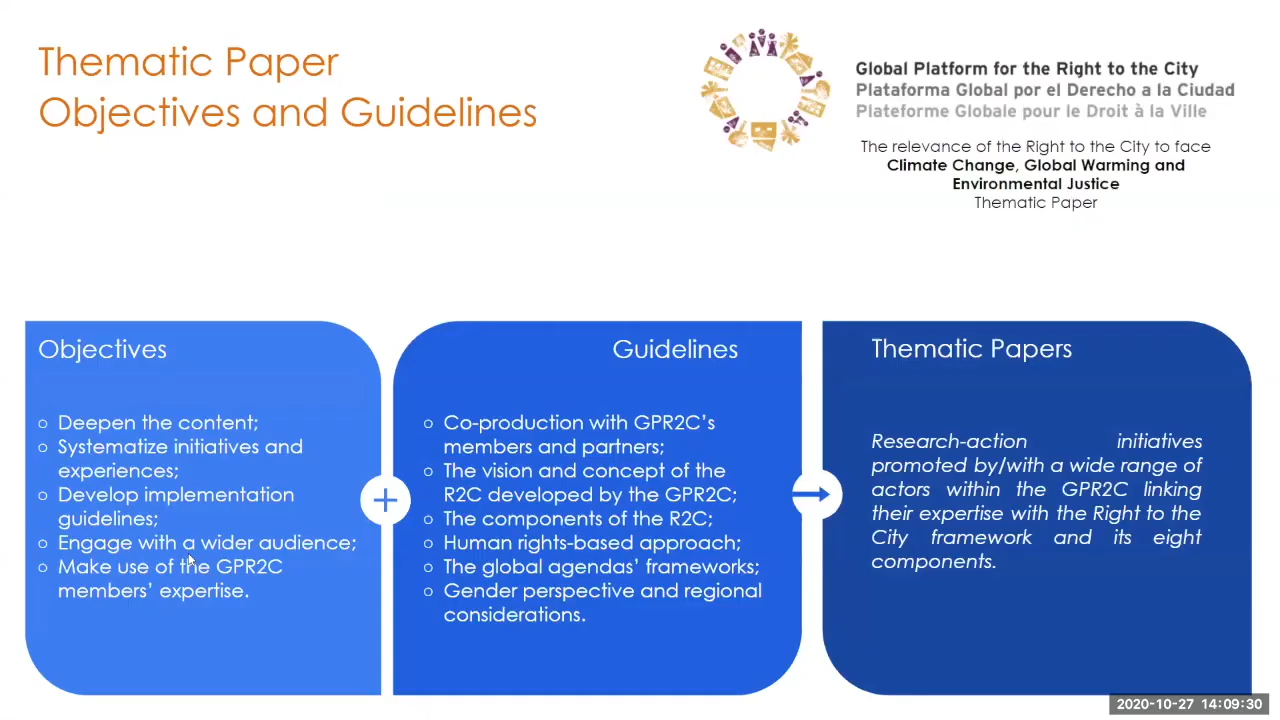 Thematic Paper
Objectives and Guidelines
Global Platform for the Right to the City
Plataforma Global por el Derecho a la Ciudad
Plateforme Globale pour le Droit à la Ville
The relevance of the Right to the City to face
Climate Change, Global Warming and
Environmental Justice
Thematic Paper
Objectives
○ Deepen the content;
○ Systematize initiatives and
experiences;
○ Develop implementation
guidelines;
○ Engage with a wider audience;
○ Make use of the GPR2C
members’ expertise.
+
Guidelines
○ Co-production with GPR2C’s
members and partners;
○ The vision and concept of the
R2C developed by the GPR2C;
○ The components of the R2C;
○ Human rights-based approach;
○ The global agendas’ frameworks;
○ Gender perspective and regional
considerations.
Thematic Papers
Research-action initiatives
promoted by/with a wide range of
actors within the GPR2C linking
their expertise with the Right to the
City framework and its eight
components.
2020-10-27 14:09:30